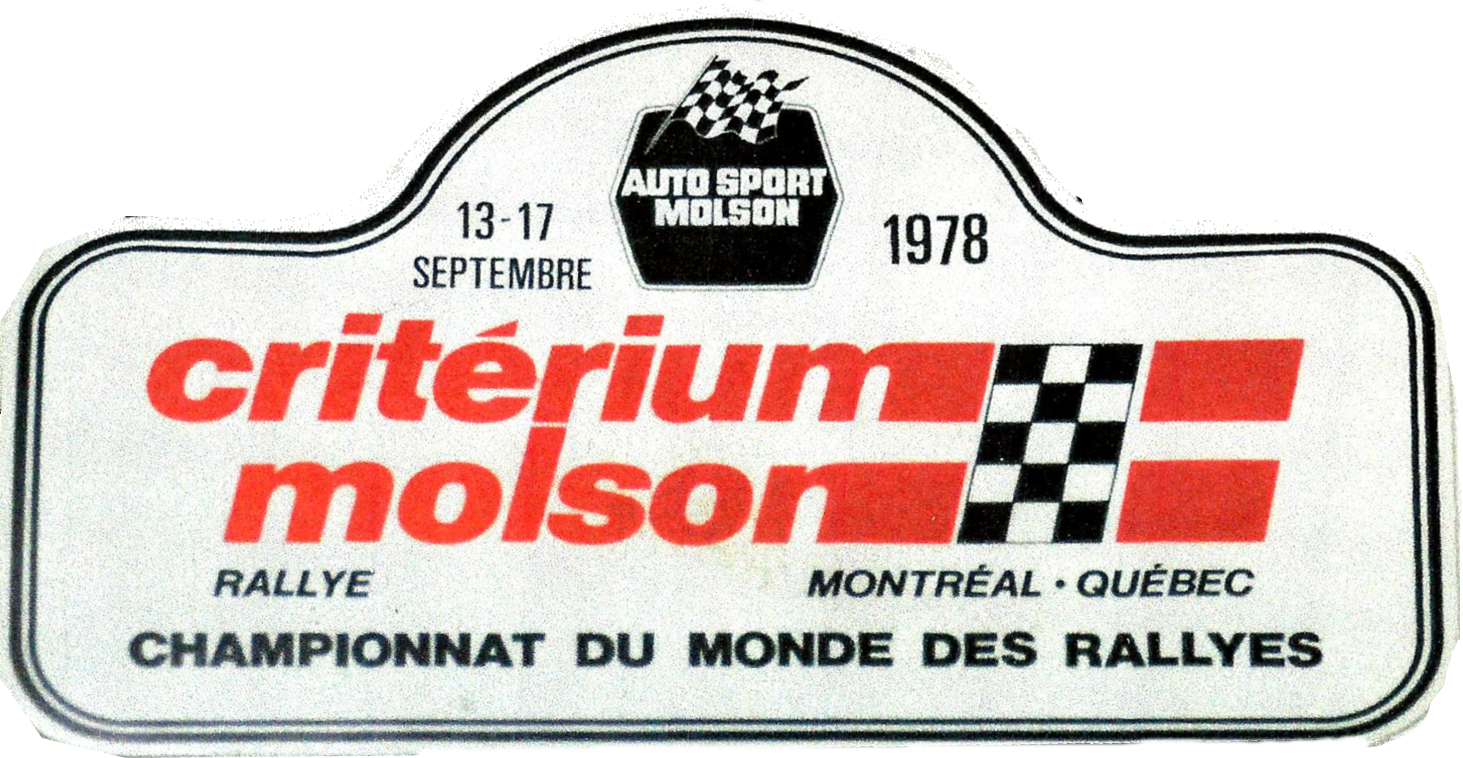 AUTO SPORT
MOLSON
13-17
SEPTEMBRE
1978
critérium
molson
RALLYE
MONTRÉAL • QUÉBEC
CHAMPIONNAT DU MONDE DES RALLYES